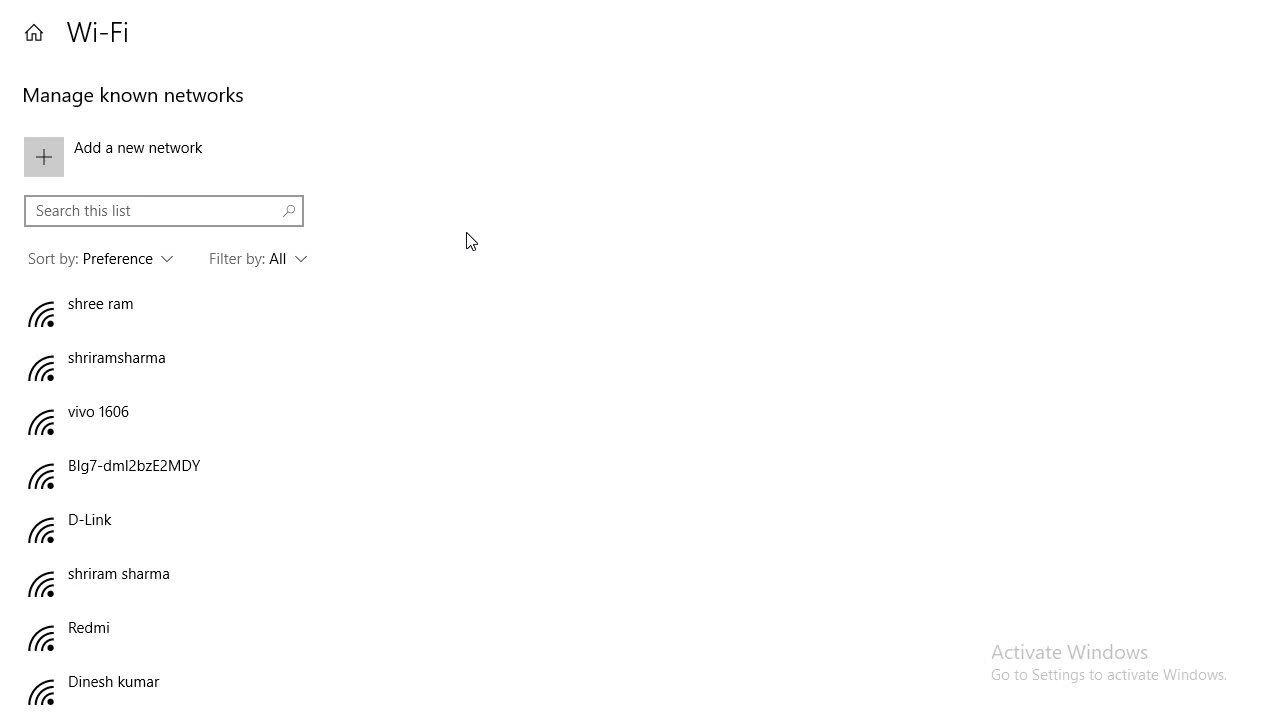 Wi-Fi
Manage known networks
Add a new network
Search this list
Sort by: Preference Filter by: All
shree ram
shriramsharma
vivo 1606
Blg7-dml2bzE2MDY
D-Link
shriram sharma
Redmi
Dinesh kumar
Activate Windows
Go to Settings to activate Windows.